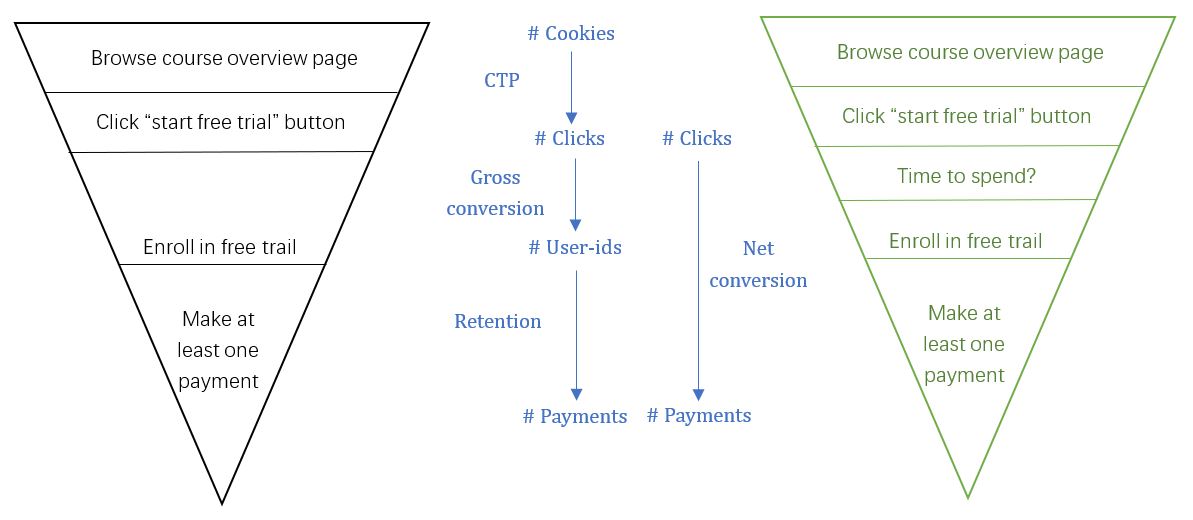 Browse course overview page
Click “start free trial” button
Enroll in free trail
Make at
least one
payment
# Cookies
CTP
# Clicks
Gross
conversion
# User-ids
Retention
# Payments
# Clicks
Net
conversion
# Payments
Browse course overview page
Click “start free trial” button
Time to spend?
Enroll in free trail
Make at
least one
payment